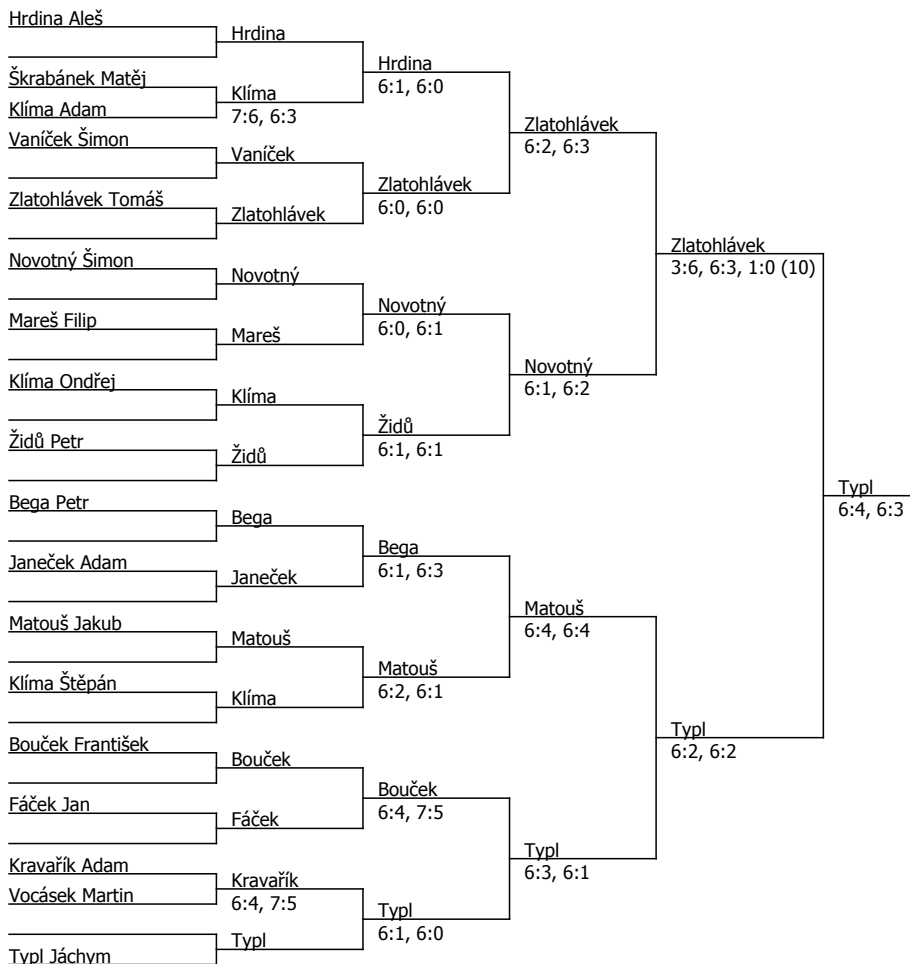 Hrdina Aleš
Škrabánek Matěj
Klíma Adam
Vaníček Šimon
Zlatohlávek Tomáš
Novotný Šimon
Mareš Filip
Klíma Ondřej
Židů Petr
Bega Petr
Janeček Adam
Matouš Jakub
Klíma Štěpán
Bouček František
Fáček Jan
Kravařík Adam
Vocásek Martin
Typl Jáchym
Hrdina
Klíma
7:6, 6:3
Vaníček
Zlatohlávek
Novotný
Mareš
Klíma
Židů
Bega
Janeček
Matouš
Klíma
Bouček
Fáček
Kravařík
6:4, 7:5
Typl
Hrdina
6:1, 6:0
Zlatohlávek
6:0, 6:0
Novotný
6:0, 6:1
Židů
6:1, 6:1
Bega
6:1, 6:3
Matouš
6:2, 6:1
Bouček
6:4, 7:5
Typl
6:1, 6:0
Zlatohlávek
6:2, 6:3
Novotný
6:1, 6:2
Matouš
6:4, 6:4
Typl
6:3, 6:1
Zlatohlávek
3:6, 6:3, 1:0 (10)
Typl
6:2, 6:2
Typl
6:4, 6:3